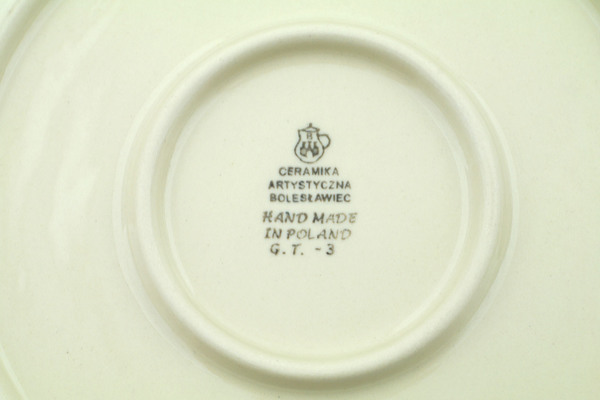 CERAMIKA
ARTYSTYCZNA
BOLESŁAWIEC
HAND MADE
IN POLAND
G. T. - 3